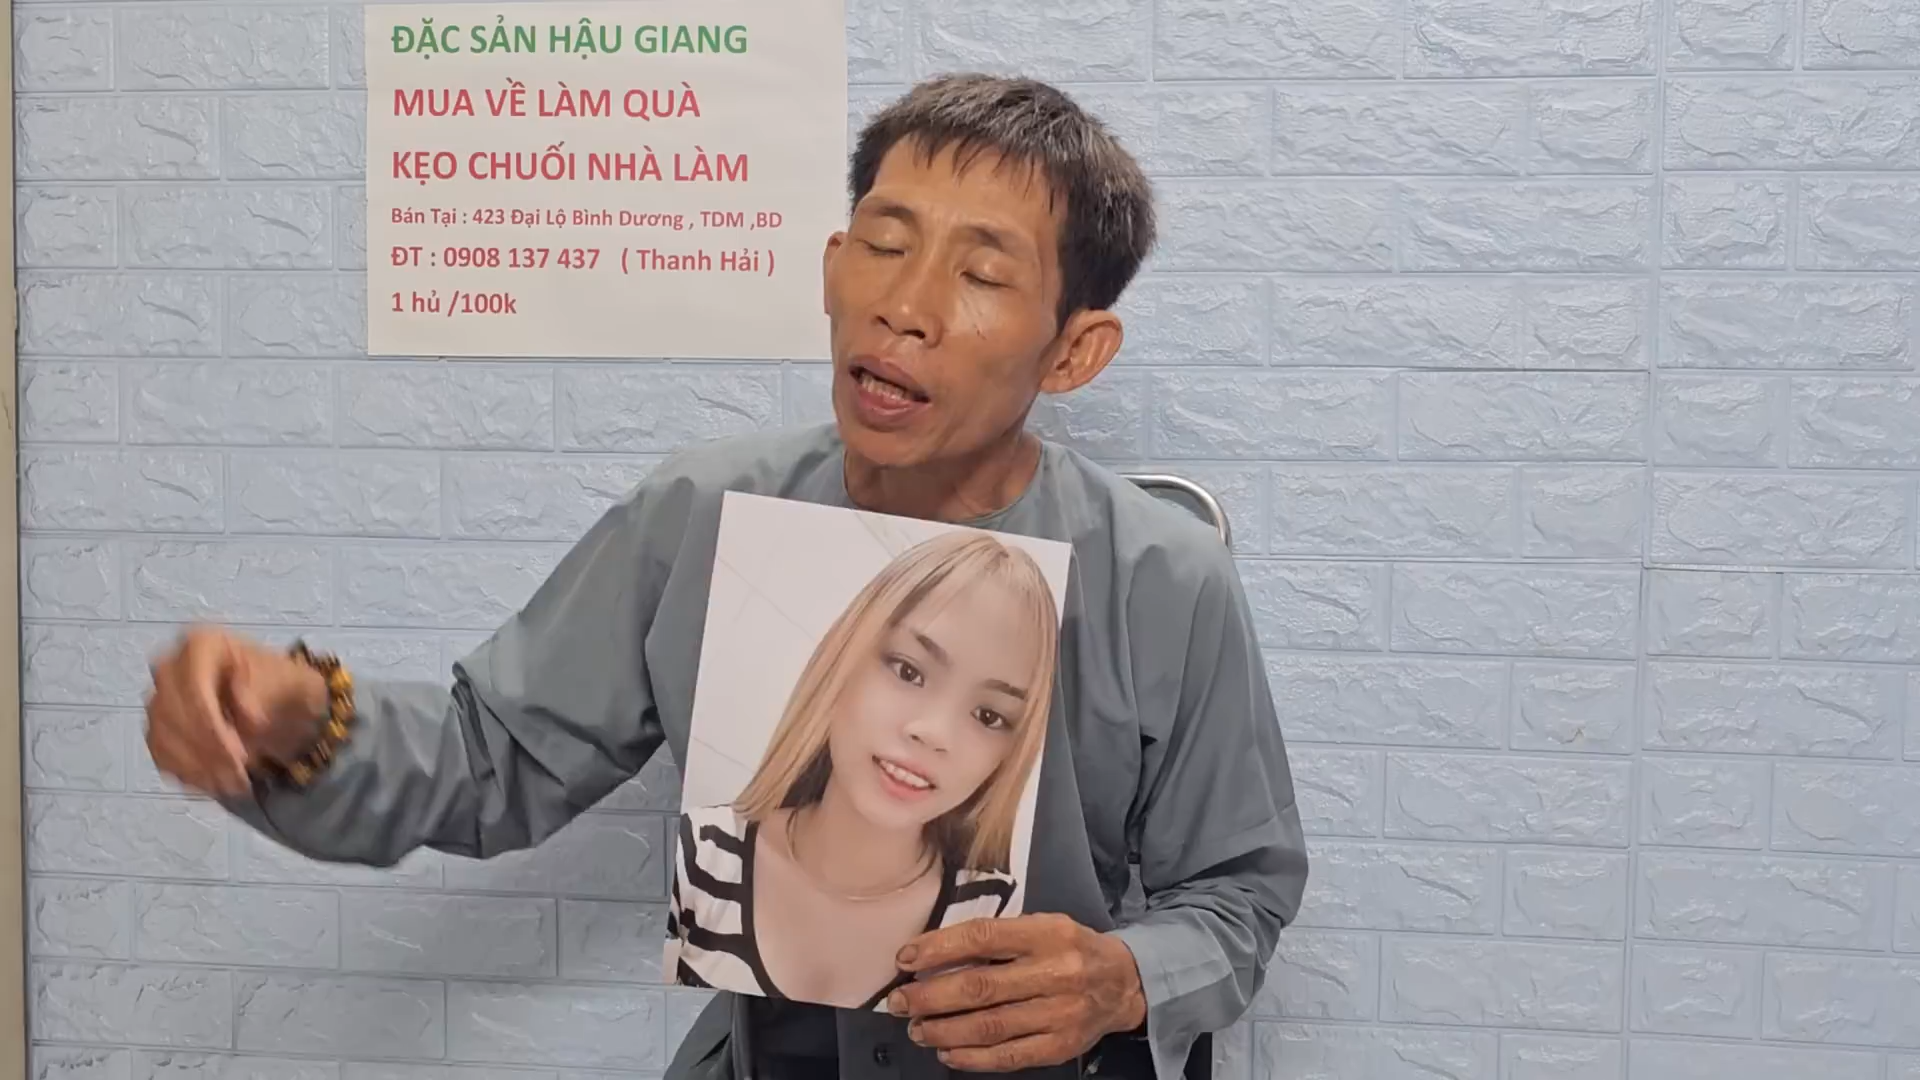 ĐẶC SẢN HẬU GIANG
MUA VỀ LÀM QUÀ
KẸO CHUỐI NHÀ LÀM
Bán Tại : 423 Đại Lộ Bình Dương , TDM ,BD
ĐT : 0908 137 437 ( Thanh Hải )
1 hủ /100k